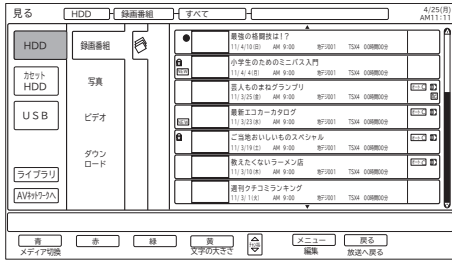 見る HDD 録画番組 すべて 4/25(月)
AM11:11
HDD
カセット
HDD
USB
ライブラリ
AVネットワークへ
録画番組
写真
ビデオ
ダウン
ロード
最強の格闘技は!?
11/ 4/10(日) AM 9:00 地デジ001 TSX4 00時間00分
小学生のためのミニバス入門
NEW 11/ 4/ 4(月) AM 9:00 地デジ001 TSX4 00時間00分
芸人ものまねグランプリ
11/ 3/25(金) AM 9:00 地デジ001 TSX4 00時間00分
最新エコカーカタログ
NEW 11/ 3/23(水) AM 9:00 地デジ001 TSX4 00時間00分
ご当地おいしいものスペシャル
11/ 3/19(土) AM 9:00 地デジ001 TSX4 00時間00分
教えたくないラーメン店
11/ 3/10(木) AM 9:00 地デジ001 TSX4 00時間00分
週刊クチコミランキング
11/ 3/ 1(火) AM 9:00 地デジ001 TSX4 00時間00分
青 赤 緑 黄 メニュー 戻る
メディア切換 文字の大きさ 編集 放送へ戻る